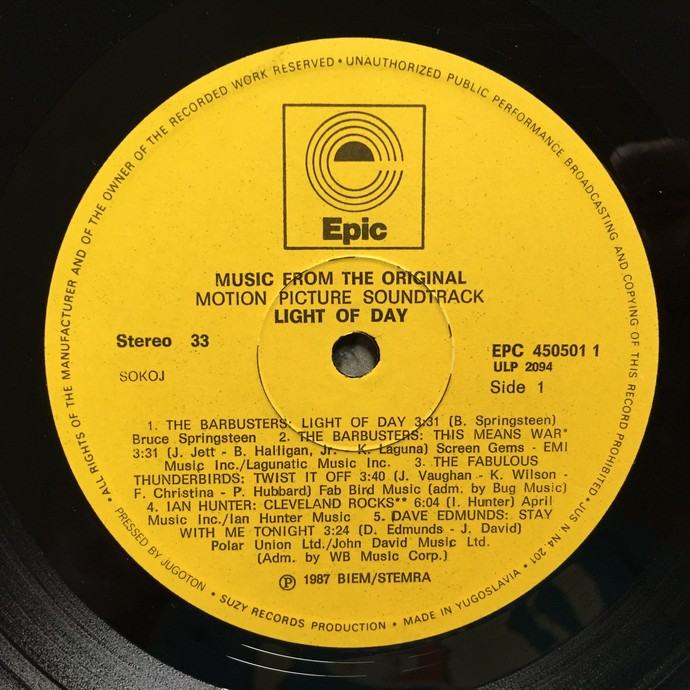 ALL RIGHTS OF THE MANUFACTURER AND OF THE OWNER OF THE RECORDED WORK RESERVED • UNAUTHORIZED PUBLIC PERFORMANCE BROADCASTING AND COPYING OF THIS RECORD PROHIBITED • JUS N N4 201 •
Epic
MUSIC FROM THE ORIGINAL
MOTION PICTURE SOUNDTRACK
LIGHT OF DAY
Stereo 33
SOKOJ
EPC 450501 1
ULP 2094
Side 1
1. THE BARBUSTERS: LIGHT OF DAY 3:31 (B. Springsteen)
Bruce Springsteen 2. THE BARBUSTERS: THIS MEANS WAR*
3:31 (J. Jett - B. Halligan, Jr. - K. Laguna) Screen Gems - EMI
Music Inc./Lagunatic Music Inc. 3. THE FABULOUS
THUNDERBIRDS: TWIST IT OFF 3:40 (J. Vaughan - K. Wilson -
F. Christina - P. Hubbard) Fab Bird Music (adm. by Bug Music)
4. IAN HUNTER: CLEVELAND ROCKS** 6:04 (I. Hunter) April
Music Inc./Ian Hunter Music 5. DAVE EDMUNDS: STAY
WITH ME TONIGHT 3:24 (D. Edmunds - J. David)
Polar Union Ltd./John David Music Ltd.
(Adm. by WB Music Corp.)
Ⓟ 1987 BIEM/STEMRA
PRESSED BY JUGOTON • SUZY RECORDS PRODUCTION • MADE IN YUGOSLAVIA •